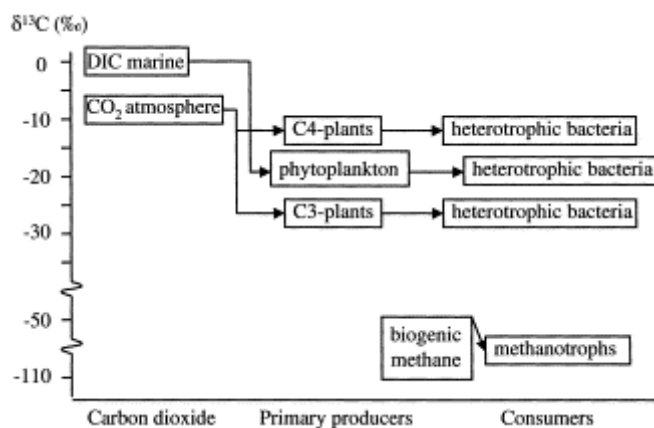 δ¹³C (‰)
0
-10
-20
-30
-50
-110
DIC marine
CO₂ atmosphere
C4-plants
heterotrophic bacteria
phytoplankton
heterotrophic bacteria
C3-plants
heterotrophic bacteria
biogenic
methane
methanotrophs
Carbon dioxide
Primary producers
Consumers